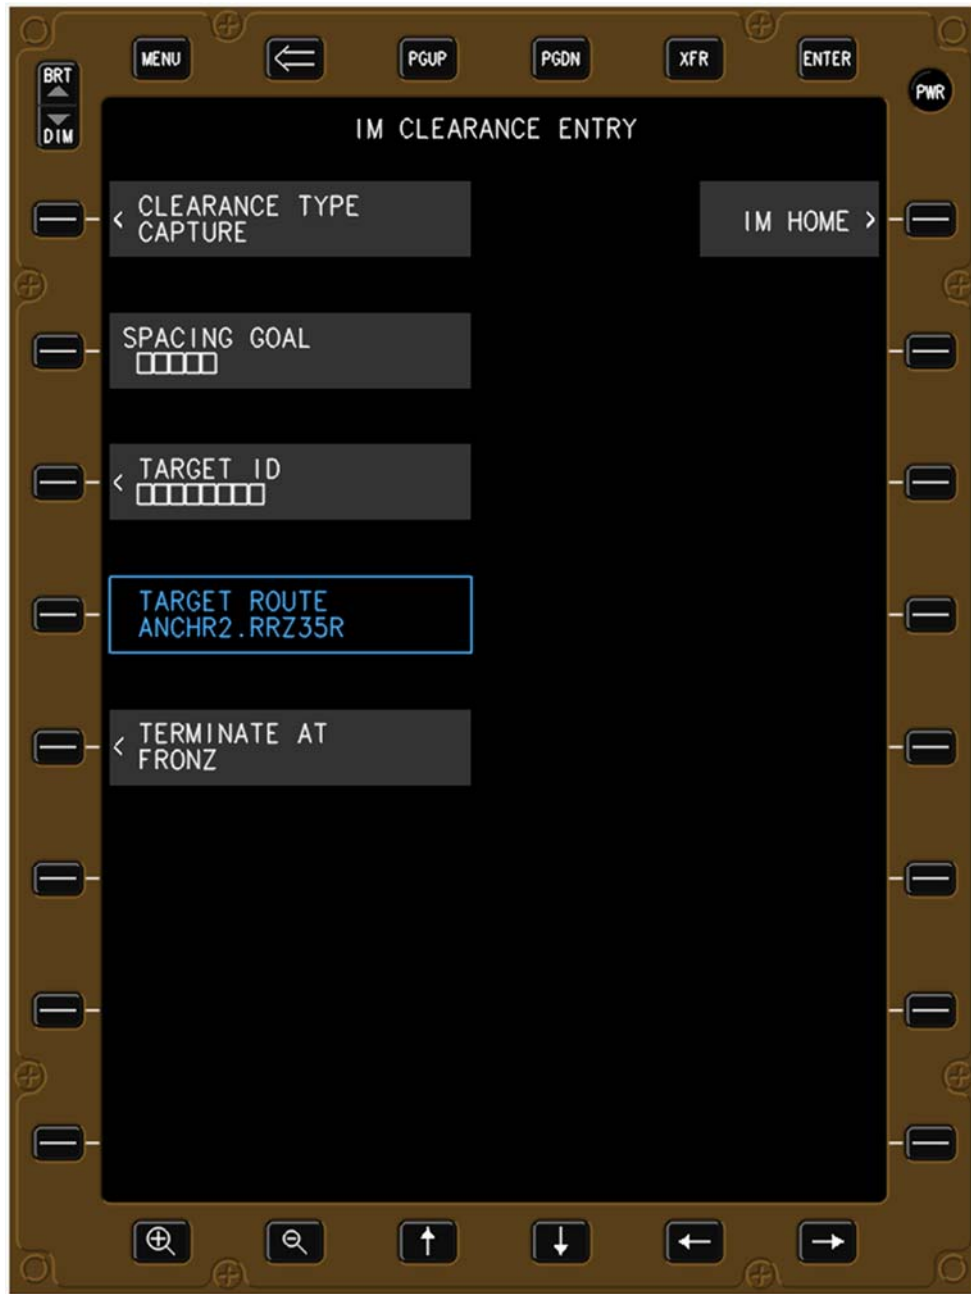 MENU
PGUP
PGDN
XFR
ENTER
BRT
DIM
PWR
IM CLEARANCE ENTRY
< CLEARANCE TYPE
CAPTURE
IM HOME >
SPACING GOAL
□□□□□
< TARGET ID
□□□□□□□□
TARGET ROUTE
ANCHR2.RRZ35R
< TERMINATE AT
FRONZ